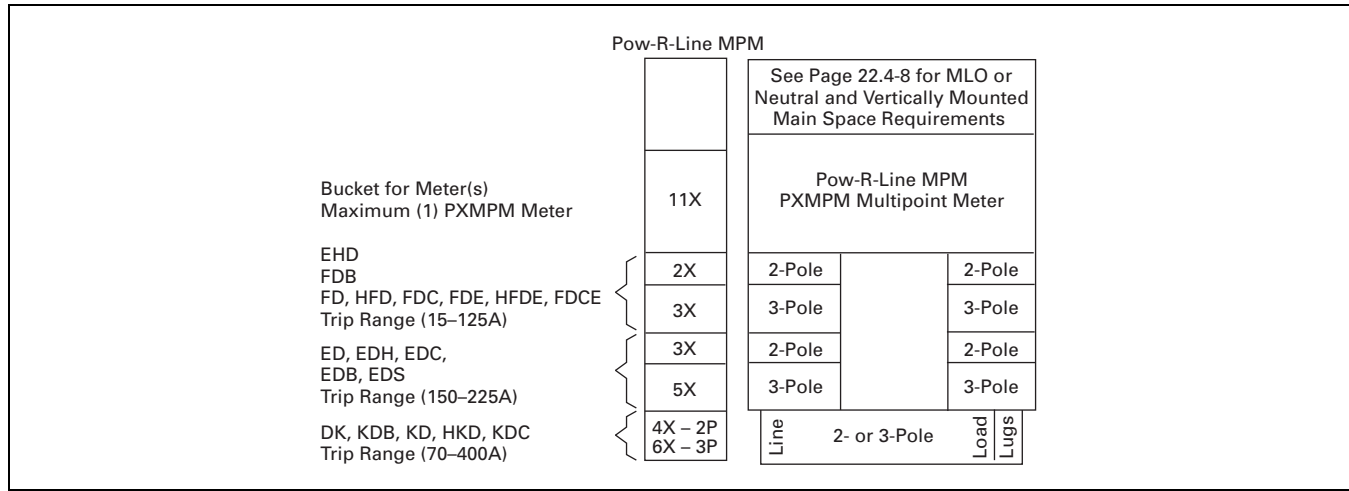 Pow-R-Line MPM
See Page 22.4-8 for MLO or
Neutral and Vertically Mounted
Main Space Requirements
Bucket for Meter(s)
Maximum (1) PXMPM Meter
11X
Pow-R-Line MPM
PXMPM Multipoint Meter
EHD
FDB
FD, HFD, FDC, FDE, HFDE, FDCE
Trip Range (15–125A)
2X
2-Pole
2-Pole
3X
3-Pole
3-Pole
ED, EDH, EDC,
EDB, EDS
Trip Range (150–225A)
3X
2-Pole
2-Pole
5X
3-Pole
3-Pole
DK, KDB, KD, HKD, KDC
Trip Range (70–400A)
4X – 2P
6X – 3P
Line
2- or 3-Pole
Load
Lugs